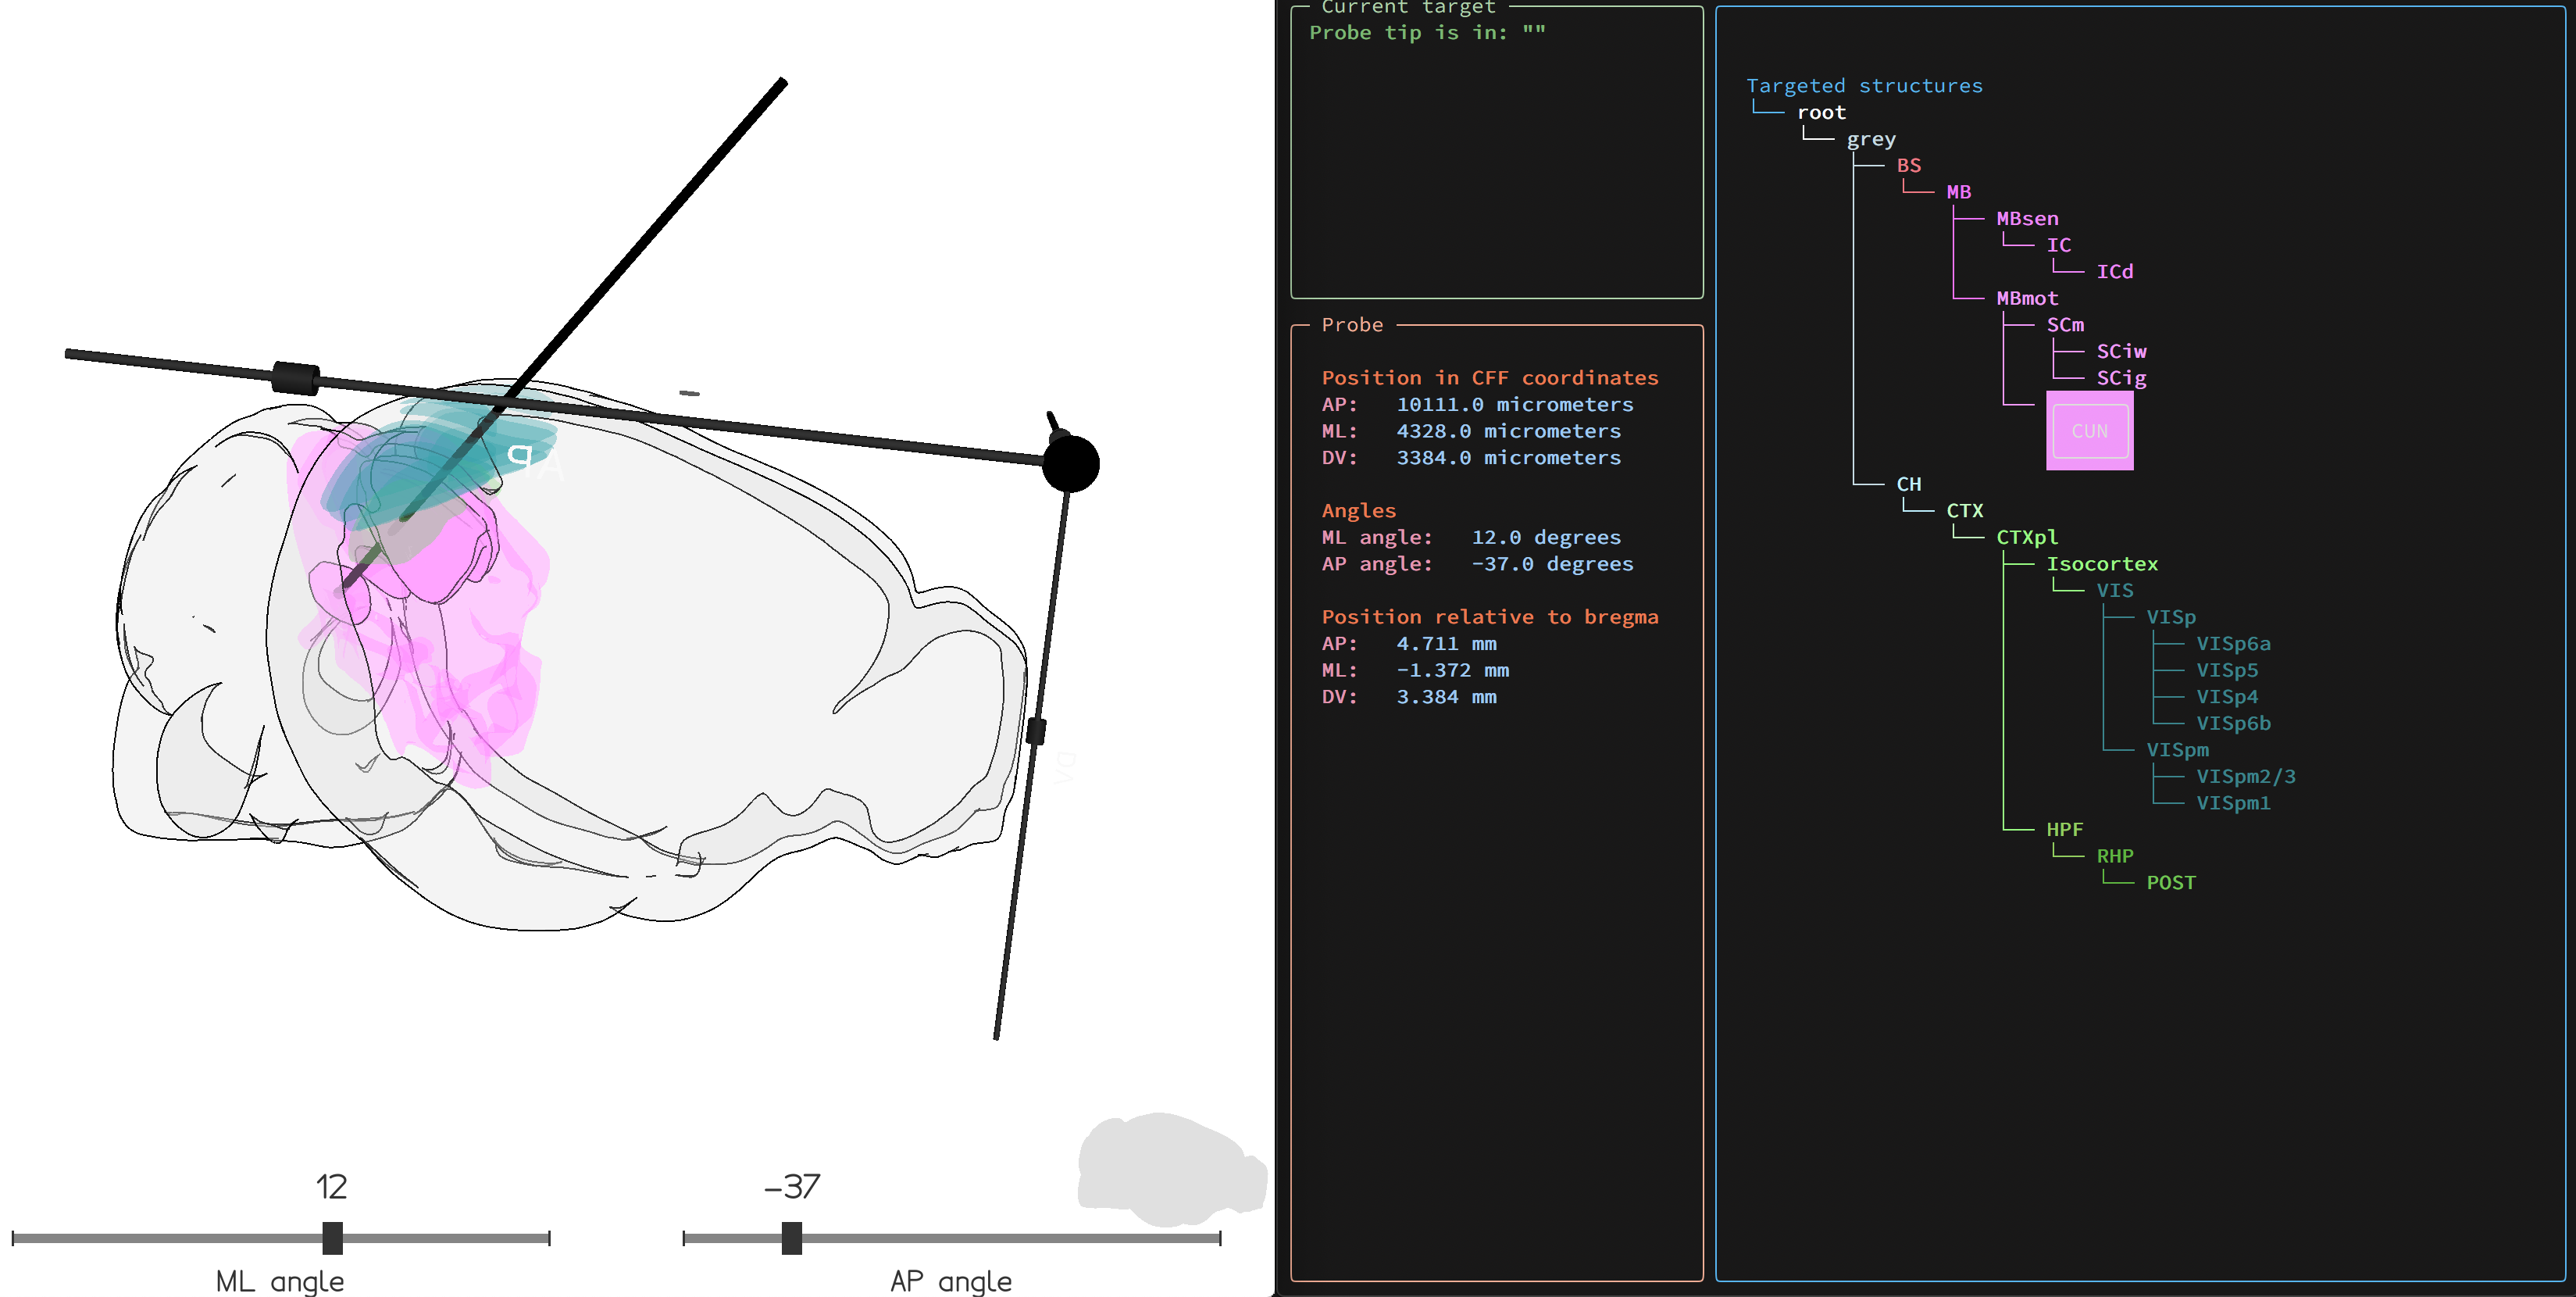 AP
DV
12
-37
ML angle
AP angle
Current target
Probe tip is in: ""
Probe
Position in CFF coordinates
AP: 10111.0 micrometers
ML: 4328.0 micrometers
DV: 3384.0 micrometers
Angles
ML angle: 12.0 degrees
AP angle: -37.0 degrees
Position relative to bregma
AP: 4.711 mm
ML: -1.372 mm
DV: 3.384 mm
Targeted structures
root
grey
BS
MB
MBsen
IC
ICd
MBmot
SCm
SCiw
SCig
CUN
CH
CTX
CTXpl
Isocortex
VIS
VISp
VISp6a
VISp5
VISp4
VISp6b
VISpm
VISpm2/3
VISpm1
HPF
RHP
POST